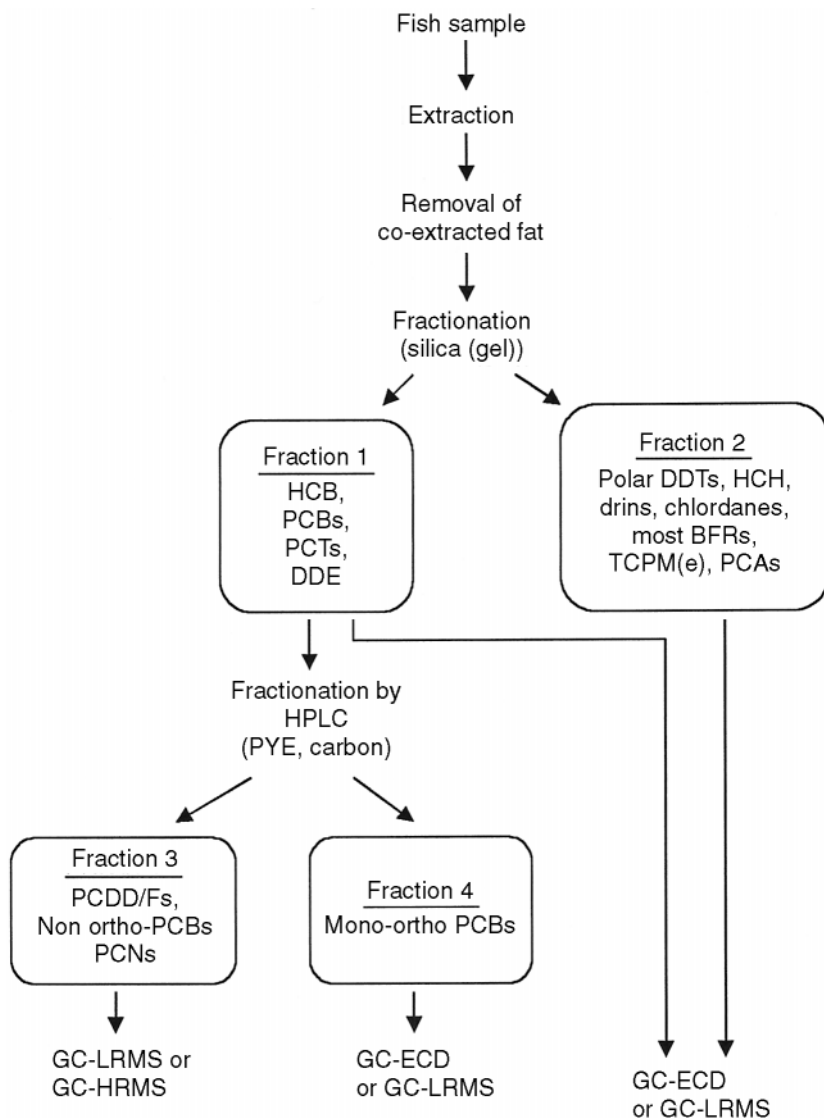 Fish sample
Extraction
Removal of
co-extracted fat
Fractionation
(silica (gel))
Fraction 1
HCB,
PCBs,
PCTs,
DDE
Fraction 2
Polar DDTs, HCH,
drins, chlordanes,
most BFRs,
TCPM(e), PCAs
Fractionation by
HPLC
(PYE, carbon)
Fraction 3
PCDD/Fs,
Non ortho-PCBs
PCNs
Fraction 4
Mono-ortho PCBs
GC-LRMS or
GC-HRMS
GC-ECD
or GC-LRMS
GC-ECD
or GC-LRMS